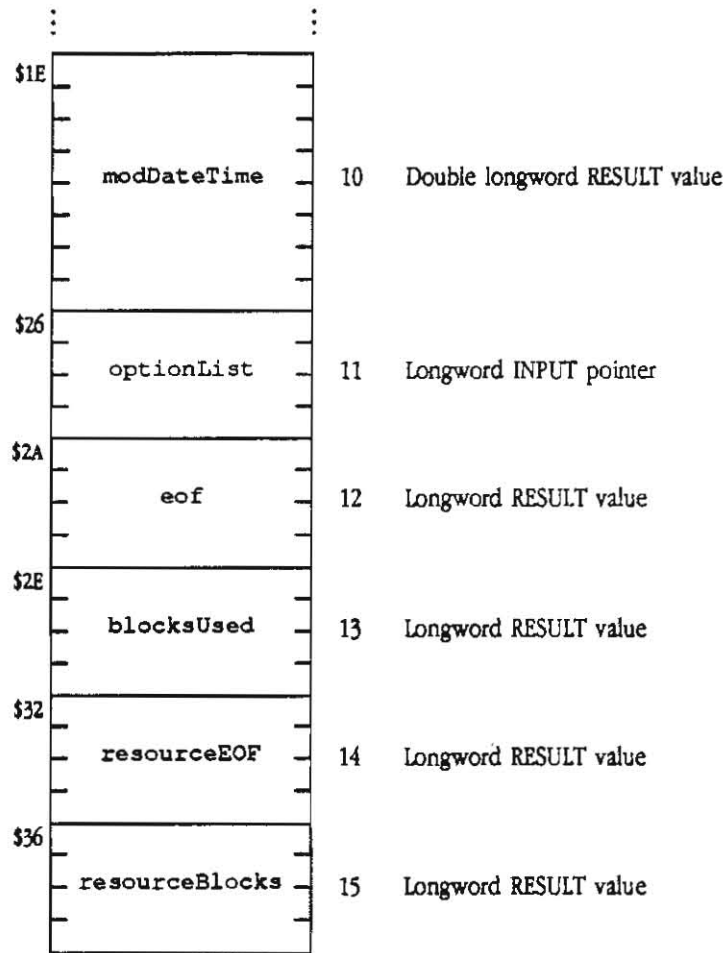 $1E
modDateTime 10 Double longword RESULT value
$26
optionList 11 Longword INPUT pointer
$2A
eof 12 Longword RESULT value
$2E
blocksUsed 13 Longword RESULT value
$32
resourceEOF 14 Longword RESULT value
$36
resourceBlocks 15 Longword RESULT value